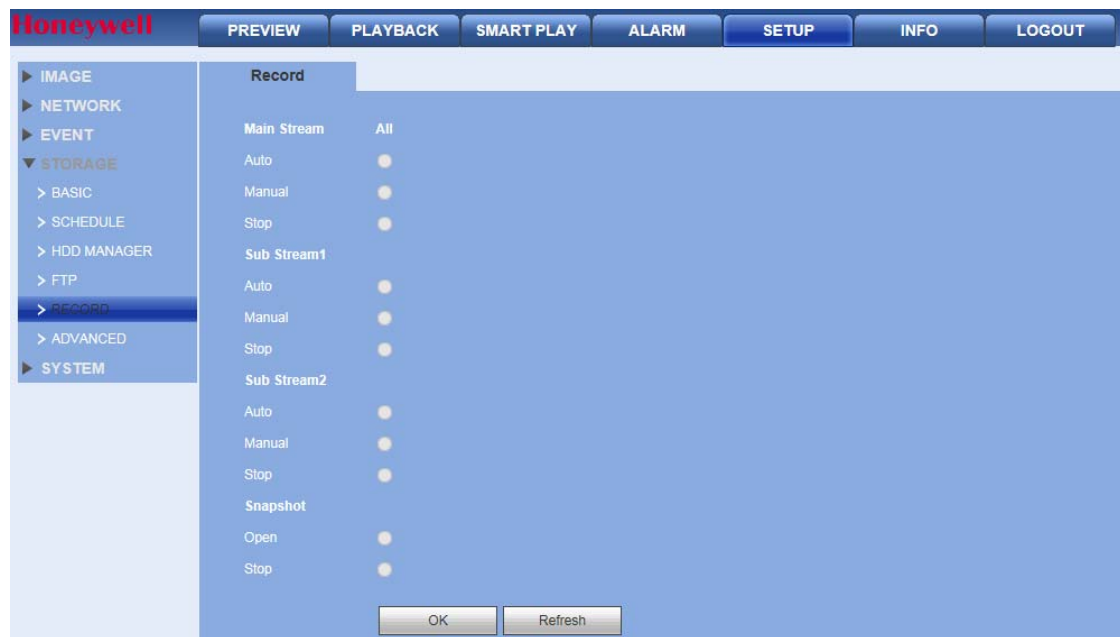 Honeywell PREVIEW PLAYBACK SMART PLAY ALARM SETUP INFO LOGOUT
IMAGE
NETWORK
EVENT
STORAGE
> BASIC
> SCHEDULE
> HDD MANAGER
> FTP
> RECORD
> ADVANCED
SYSTEM
Record
Main Stream All
Auto
Manual
Stop
Sub Stream1
Auto
Manual
Stop
Sub Stream2
Auto
Manual
Stop
Snapshot
Open
Stop
OK Refresh